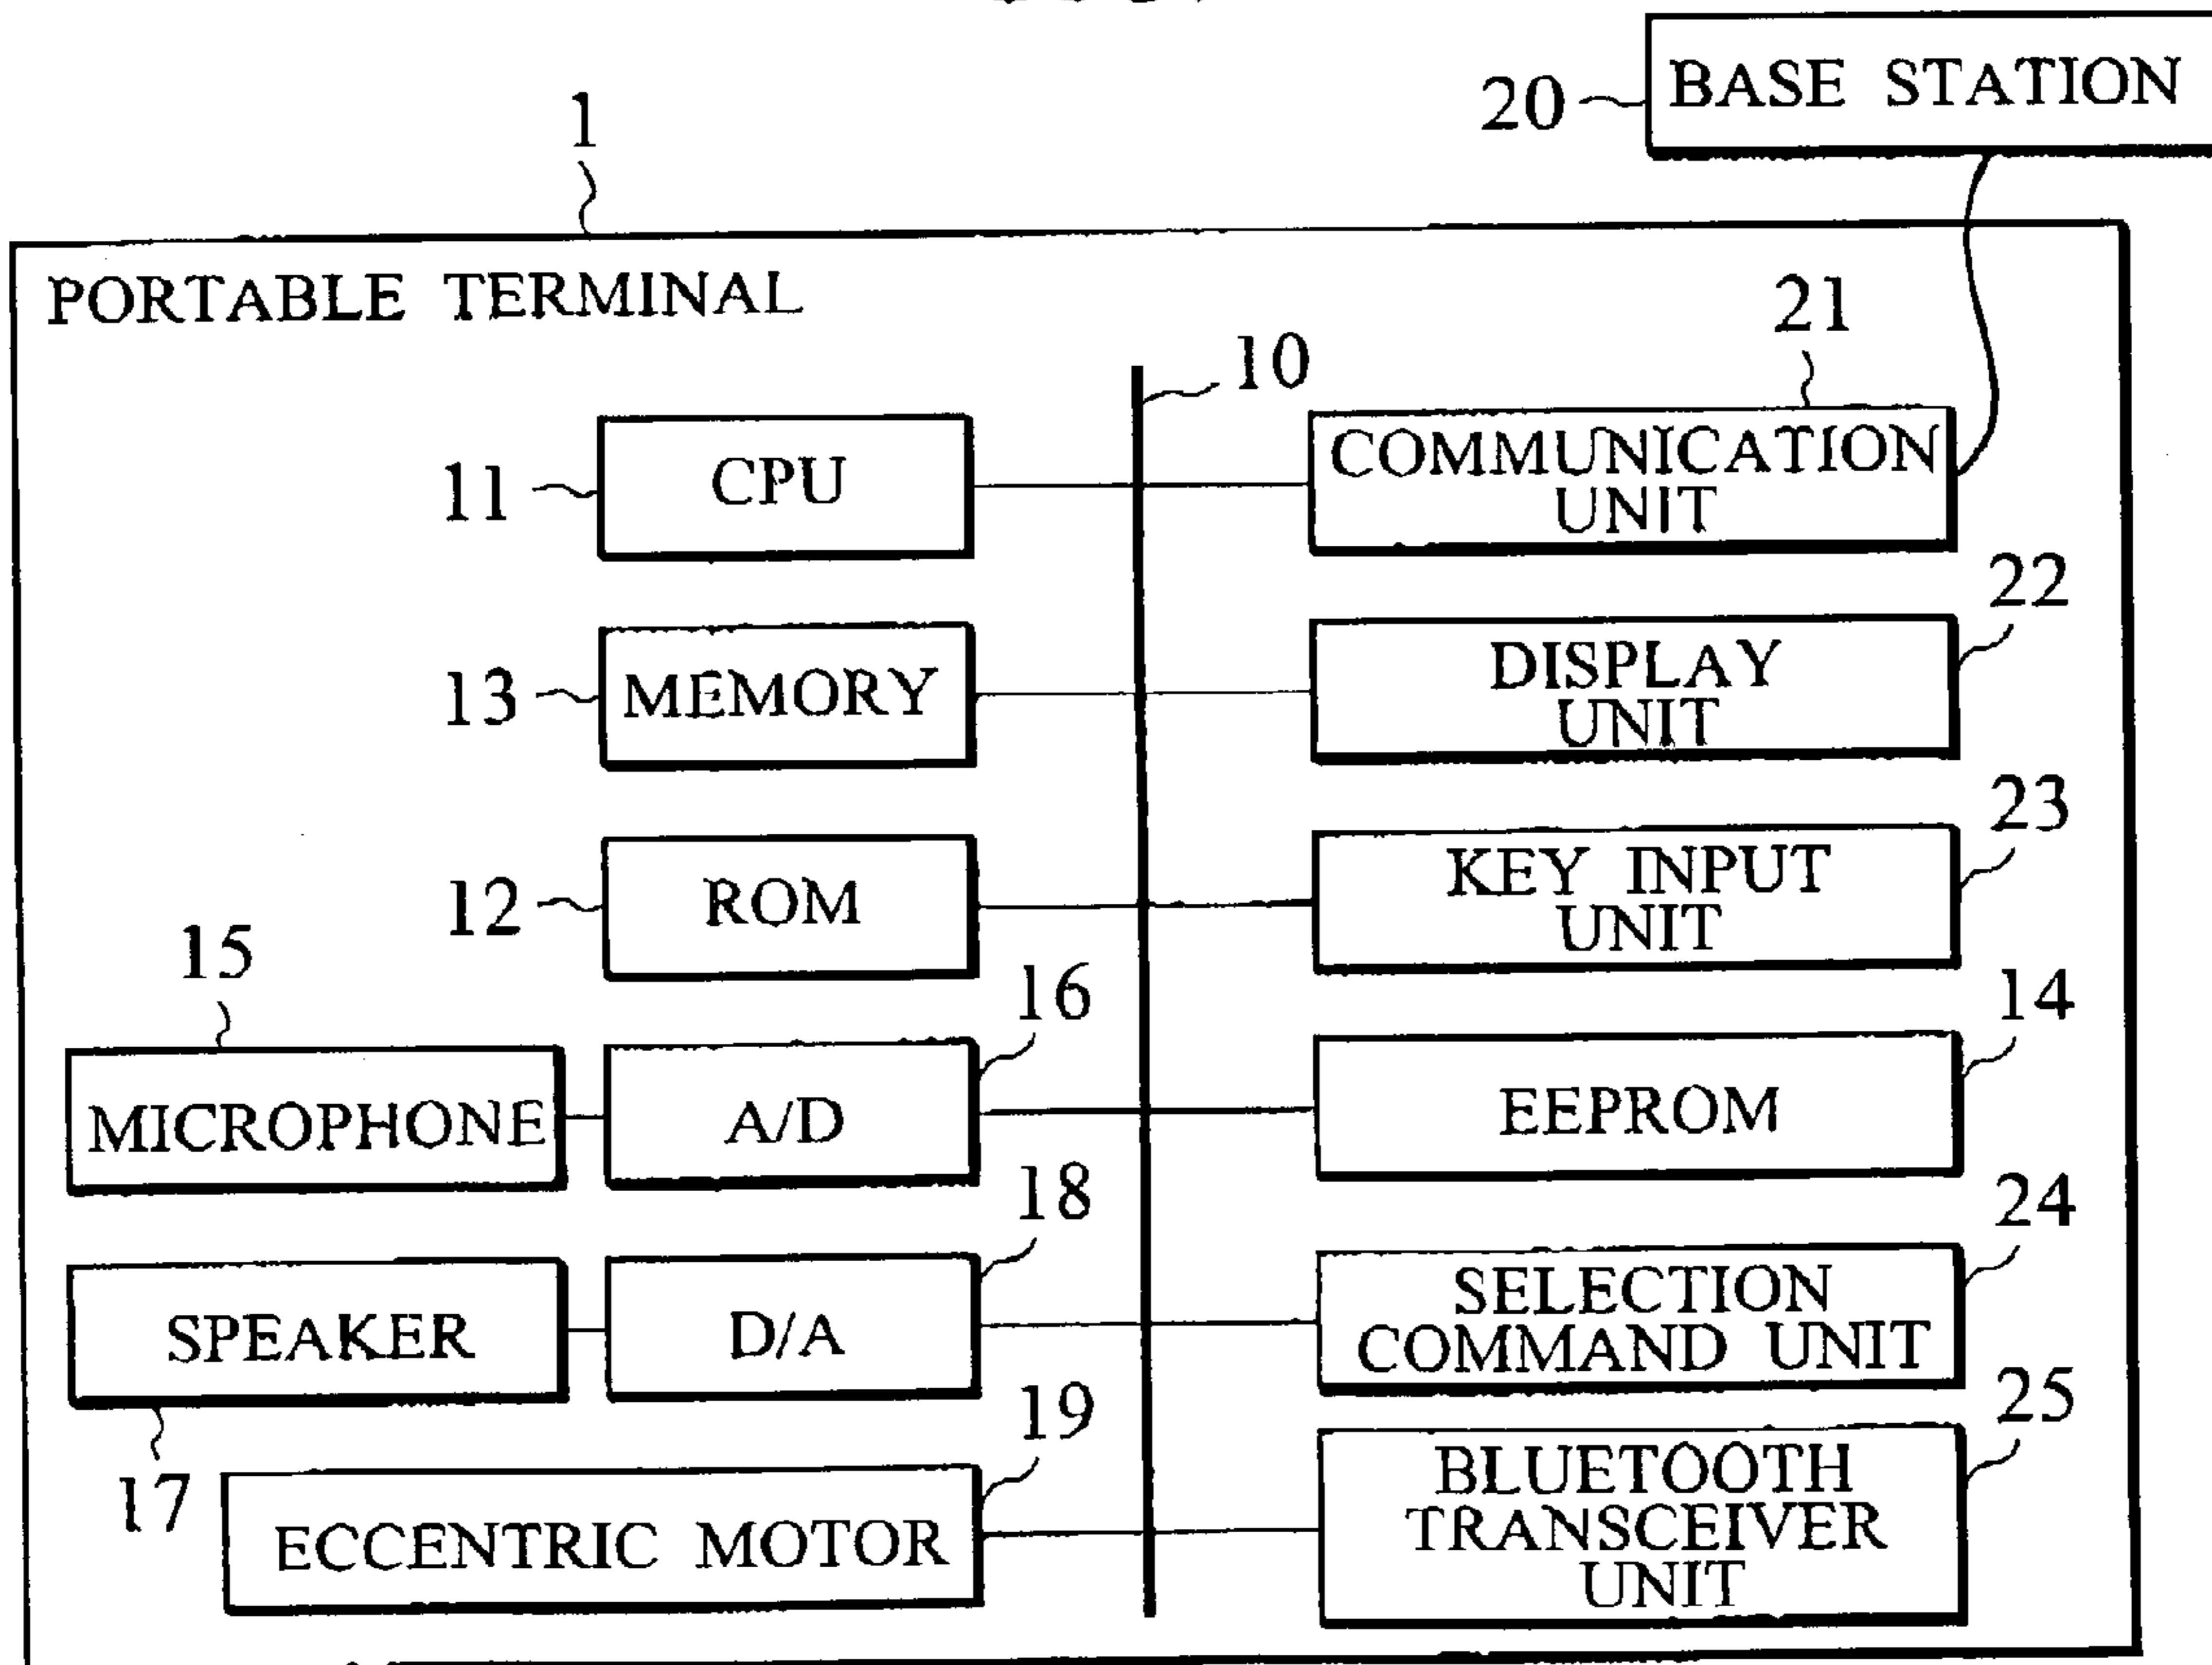 20
BASE STATION
1
PORTABLE TERMINAL
10
21
11
CPU
COMMUNICATION
UNIT
22
13
MEMORY
DISPLAY
UNIT
23
12
ROM
KEY INPUT
UNIT
15
16
14
MICROPHONE
A/D
EEPROM
18
24
SPEAKER
D/A
SELECTION
COMMAND UNIT
17
19
25
ECCENTRIC MOTOR
BLUETOOTH
TRANSCEIVER
UNIT